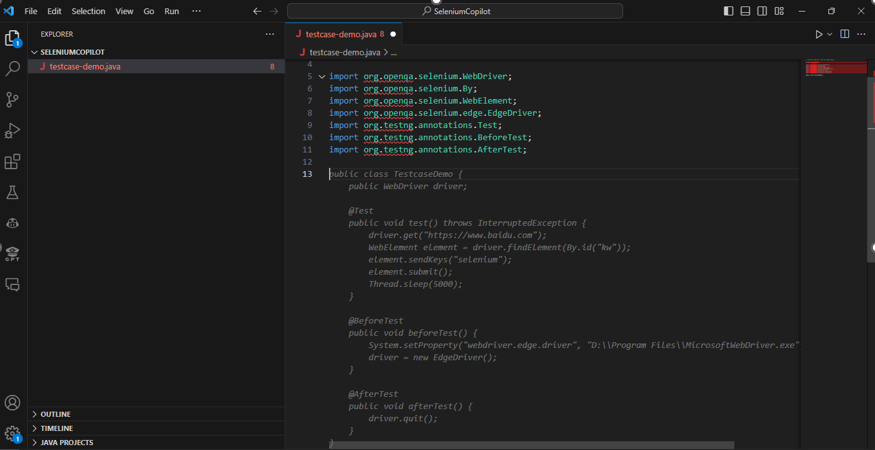 File Edit Selection View Go Run ··· SeleniumCopilot
EXPLORER ···
SELENIUMCOPILOT
J testcase-demo.java 8
J testcase-demo.java 8
J testcase-demo.java > ...
4
5 import org.openqa.selenium.WebDriver;
6 import org.openqa.selenium.By;
7 import org.openqa.selenium.WebElement;
8 import org.openqa.selenium.edge.EdgeDriver;
9 import org.testng.annotations.Test;
10 import org.testng.annotations.BeforeTest;
11 import org.testng.annotations.AfterTest;
12
13 public class TestcaseDemo {
public WebDriver driver;
@Test
public void test() throws InterruptedException {
driver.get("https://www.baidu.com");
WebElement element = driver.findElement(By.id("kw"));
element.sendKeys("selenium");
element.submit();
Thread.sleep(5000);
}
@BeforeTest
public void beforeTest() {
System.setProperty("webdriver.edge.driver", "D:\\Program Files\\MicrosoftWebDriver.exe"
driver = new EdgeDriver();
}
@AfterTest
public void afterTest() {
driver.quit();
}
}
1
GPT
1
OUTLINE
TIMELINE
JAVA PROJECTS